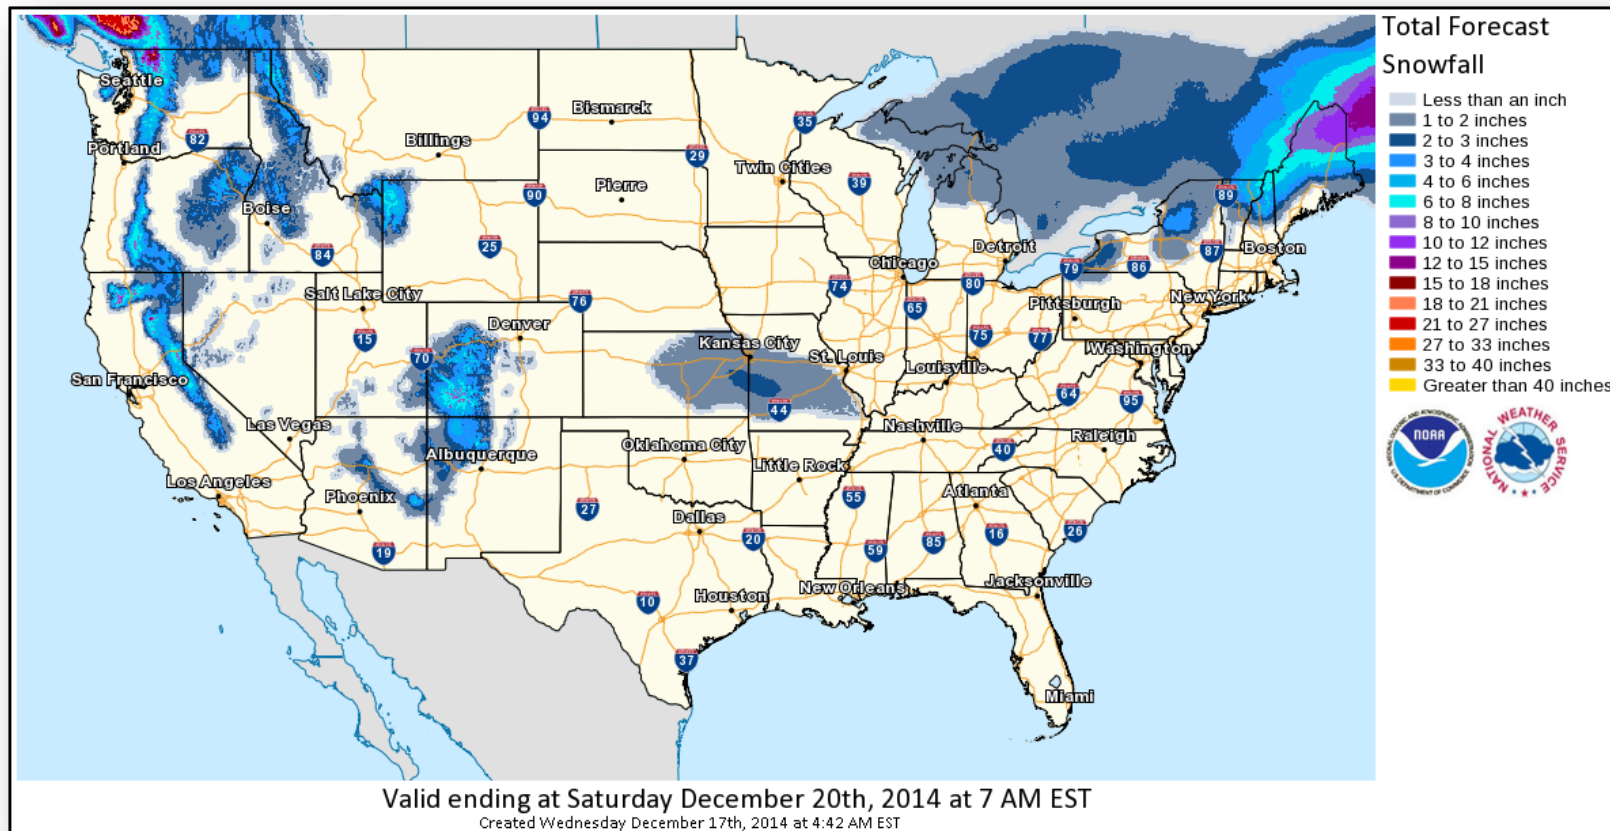 Total Forecast
Snowfall
Less than an inch
1 to 2 inches
2 to 3 inches
3 to 4 inches
4 to 6 inches
6 to 8 inches
8 to 10 inches
10 to 12 inches
12 to 15 inches
15 to 18 inches
18 to 21 inches
21 to 27 inches
27 to 33 inches
33 to 40 inches
Greater than 40 inches
NOAA
NATIONAL WEATHER SERVICE
Seattle
Bismarck
94
35
Billings
82
Portland
29
Twin Cities
39
Pierre
90
89
Boise
25
84
Detroit
87
Boston
Chicago
79
86
Salt Lake City
76
74
80
65
Pittsburgh
New York
Denver
15
Kansas City
75
77
70
St. Louis
Washington
San Francisco
Louisville
64
95
44
Las Vegas
Nashville
Raleigh
Oklahoma City
40
Albuquerque
Little Rock
Los Angeles
Phoenix
55
Atlanta
27
Dallas
20
59
85
16
26
19
Jacksonville
New Orleans
10
Houston
37
Miami
Valid ending at Saturday December 20th, 2014 at 7 AM EST
Created Wednesday December 17th, 2014 at 4:42 AM EST